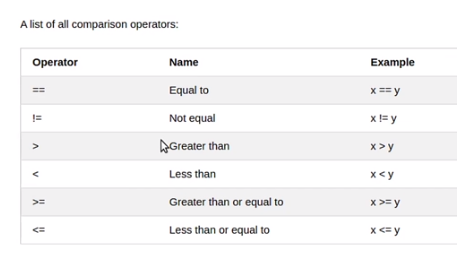 A list of all comparison operators:
Operator Name Example
== Equal to x == y
!= Not equal x != y
> Greater than x > y
< Less than x < y
>= Greater than or equal to x >= y
<= Less than or equal to x <= y